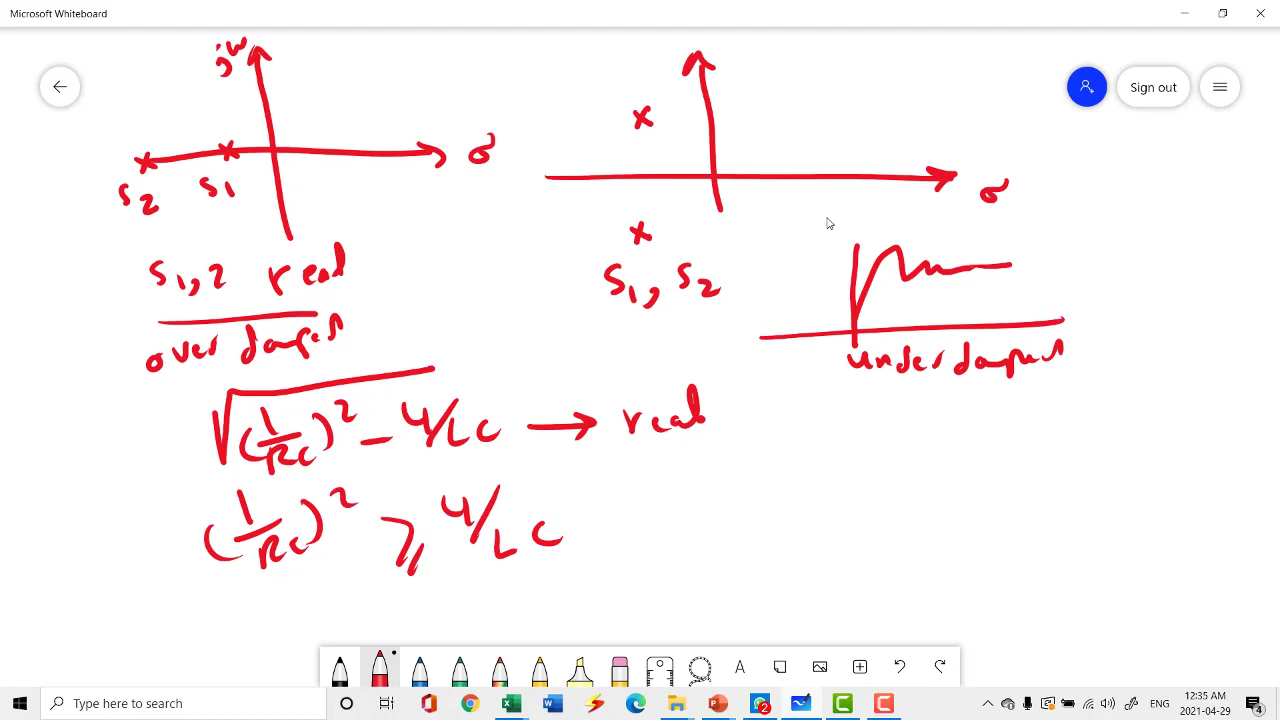 Microsoft Whiteboard
Sign out
jw
σ
s2 s1
s1,2 real
over damped
σ
s1, s2
under damped
√(1/RC)² - 4/LC → real
(1/RC)² ⩾ 4/LC
A
Type here to search
2
ENG
12:35 AM
2021-04-29
4